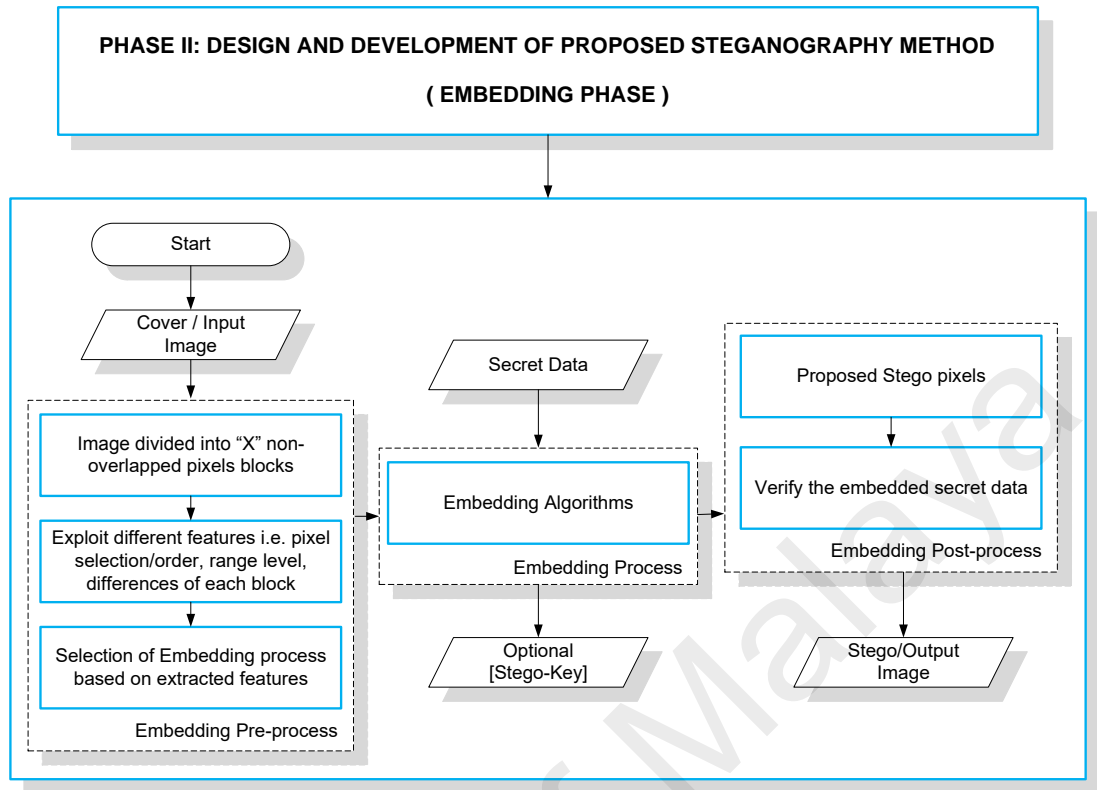 PHASE II: DESIGN AND DEVELOPMENT OF PROPOSED STEGANOGRAPHY METHOD
( EMBEDDING PHASE )
Start
Cover / Input
Image
Image divided into “X” non-
overlapped pixels blocks
Exploit different features i.e. pixel
selection/order, range level,
differences of each block
Selection of Embedding process
based on extracted features
Embedding Pre-process
Secret Data
Embedding Algorithms
Embedding Process
Optional
[Stego-Key]
Proposed Stego pixels
Verify the embedded secret data
Embedding Post-process
Stego/Output
Image
Malaya